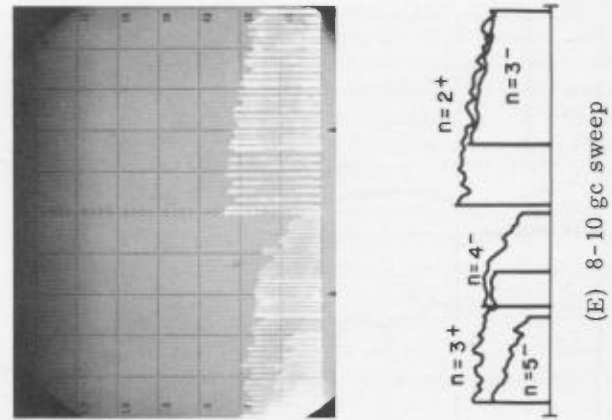 n=3+
n=4-
n=2+
n=5-
n=3-
(E) 8-10 gc sweep